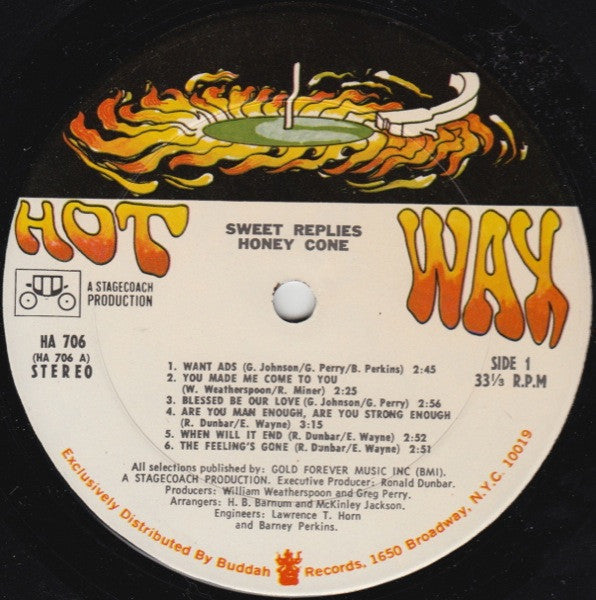 HOT WAX
SWEET REPLIES
HONEY CONE
A STAGECOACH
PRODUCTION
HA 706
(HA 706 A)
STEREO
SIDE 1
33⅓ R.P.M
1. WANT ADS (G. Johnson/G. Perry/B. Perkins) 2:45
2. YOU MADE ME COME TO YOU
(W. Weatherspoon/R. Miner) 2:25
3. BLESSED BE OUR LOVE (G. Johnson/G. Perry) 2:56
4. ARE YOU MAN ENOUGH, ARE YOU STRONG ENOUGH
(R. Dunbar/E. Wayne) 3:15
5. WHEN WILL IT END (R. Dunbar/E. Wayne) 2:52
6. THE FEELING'S GONE (R. Dunbar/E. Wayne) 2:51
All selections published by: GOLD FOREVER MUSIC INC (BMI).
A STAGECOACH PRODUCTION. Executive Producer: Ronald Dunbar.
Producers: William Weatherspoon and Greg Perry.
Arrangers: H. B. Barnum and McKinley Jackson.
Engineers: Lawrence T. Horn
and Barney Perkins.
Exclusively Distributed By Buddah Records, 1650 Broadway, N.Y.C. 10019